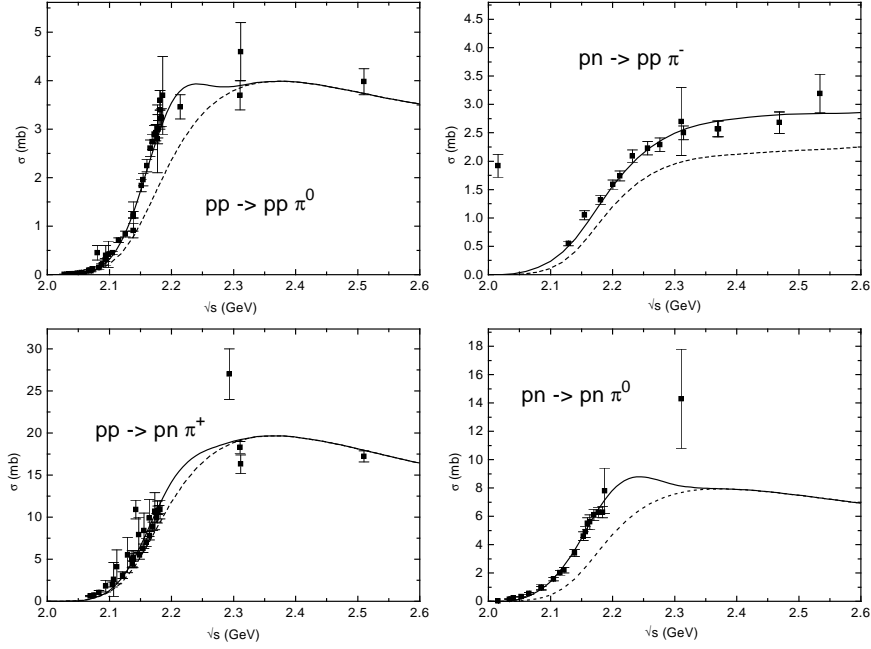 5
4
3
2
1
0
σ (mb)
pp -> pp π⁰
2.0 2.1 2.2 2.3 2.4 2.5 2.6
√s (GeV)
4.0
3.5
3.0
2.5
2.0
1.5
1.0
0.5
0.0
σ (mb)
pn -> pp π⁻
2.0 2.1 2.2 2.3 2.4 2.5 2.6
√s (GeV)
30
25
20
15
10
5
0
σ (mb)
pp -> pn π⁺
2.0 2.1 2.2 2.3 2.4 2.5 2.6
√s (GeV)
18
16
14
12
10
8
6
4
2
0
σ (mb)
pn -> pn π⁰
2.0 2.1 2.2 2.3 2.4 2.5 2.6
√s (GeV)